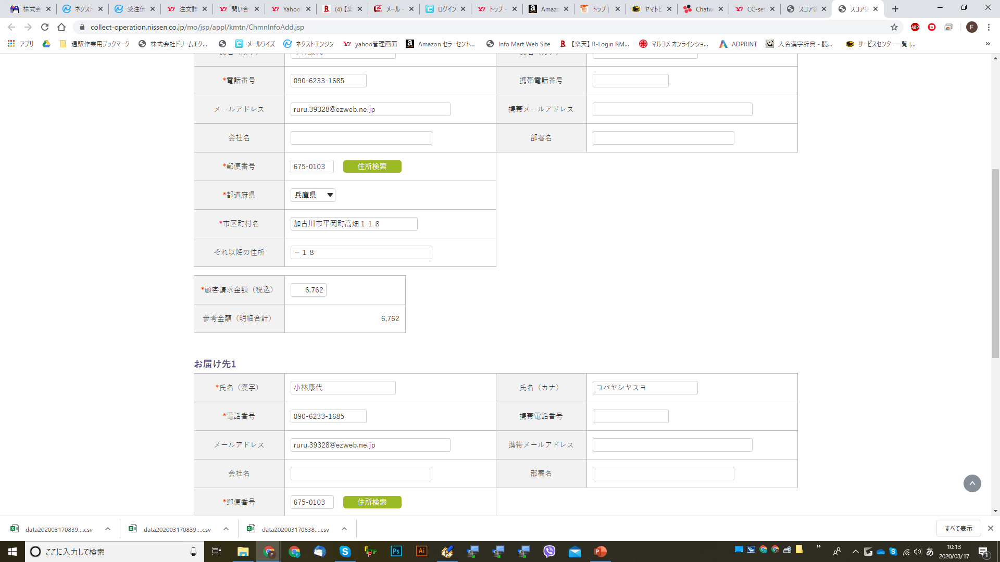 株式会
ネクスト
受注伝
注文詳
問い合
Yahoo!
(4)【楽
メール -
ログイン
トップ -
Amazo
トップ |
ヤマトビ
Chatw
CC-set
スコア後
スコア後
collect-operation.nissen.co.jp/mo/jsp/appl/kmtn/ChmnInfoAdd.jsp
ABP
F
アプリ
通販作業用ブックマーク
株式会社ドリームエク...
メールワイズ
ネクストエンジン
yahoo管理画面
Amazon セラーセント...
Info Mart Web Site
【楽天】R-Login RM...
マルコメ オンラインショ...
ADPRINT
人名漢字辞典 - 読...
サービスセンター一覧 |...
»
*電話番号 090-6233-1685 携帯電話番号
メールアドレス ruru.39328@ezweb.ne.jp 携帯メールアドレス
会社名 部署名
*郵便番号 675-0103 住所検索
*都道府県 兵庫県
*市区町村名 加古川市平岡町高畑１１８
それ以降の住所 －１８
*顧客請求金額（税込） 6,762
参考金額（明細合計） 6,762
お届け先1
*氏名（漢字） 小林康代 氏名（カナ） コバヤシヤスヨ
*電話番号 090-6233-1685 携帯電話番号
メールアドレス ruru.39328@ezweb.ne.jp 携帯メールアドレス
会社名 部署名
*郵便番号 675-0103 住所検索
data202003170839....csv
data202003170839....csv
data202003170838....csv
すべて表示
ここに入力して検索
Ps
Ai
あ
10:13
2020/03/17
1